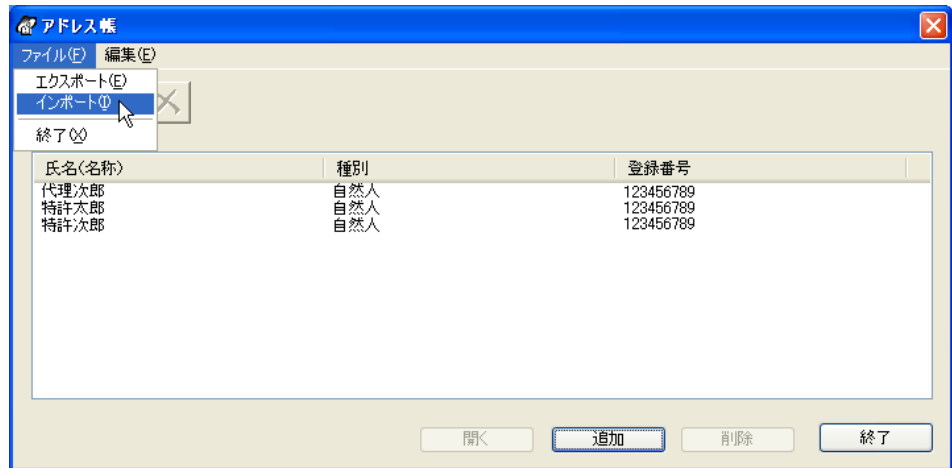 アドレス帳
ファイル(F) 編集(E)
エクスポート(E)
インポート(I)
終了(X)
氏名(名称) 種別 登録番号
代理次郎 自然人 123456789
特許太郎 自然人 123456789
特許次郎 自然人 123456789
開く 追加 削除 終了